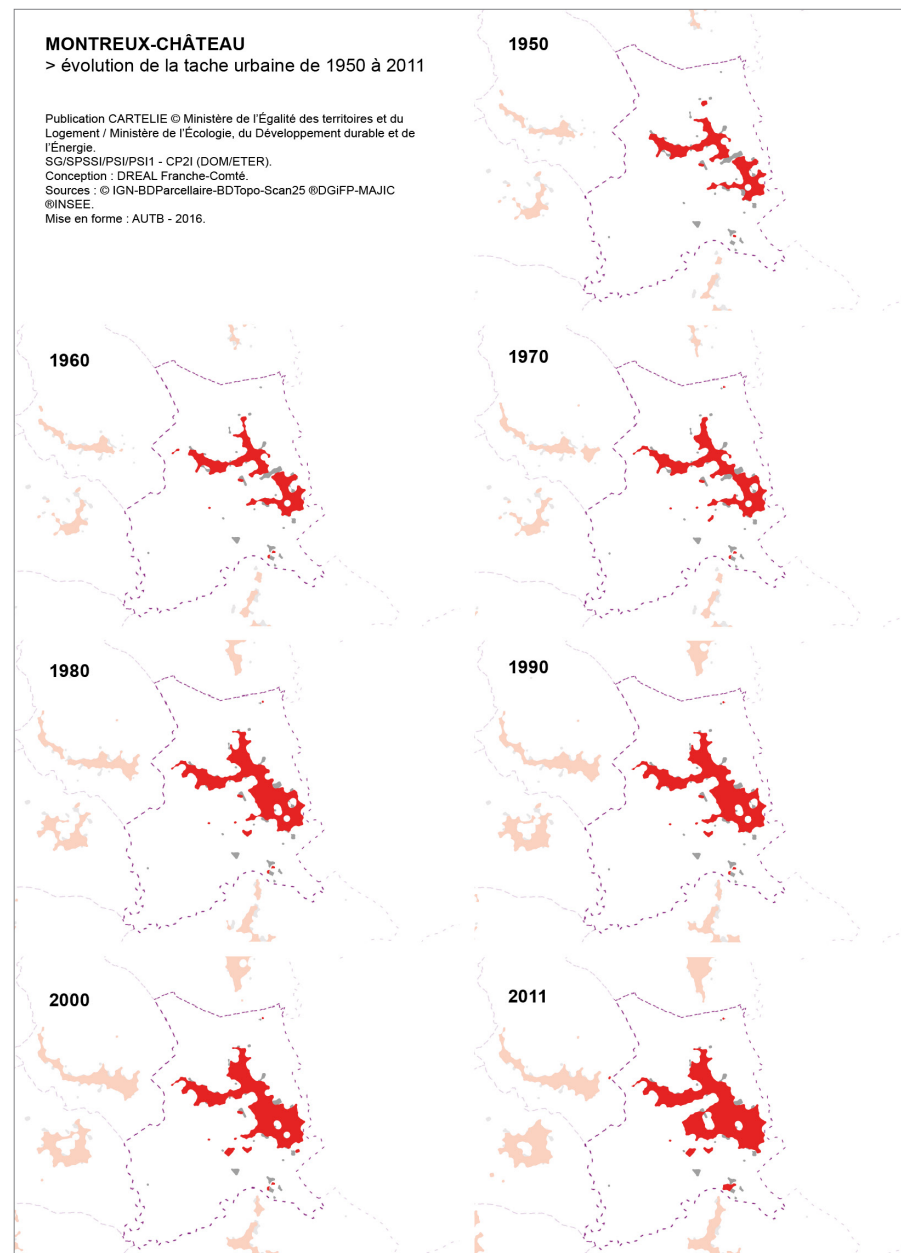 MONTREUX-CHÂTEAU
> évolution de la tache urbaine de 1950 à 2011
Publication CARTELIE © Ministère de l'Égalité des territoires et du
Logement / Ministère de l'Écologie, du Développement durable et de
l'Énergie.
SG/SPSSI/PSI/PSI1 - CP2I (DOM/ETER).
Conception : DREAL Franche-Comté.
Sources : © IGN-BDParcellaire-BDTopo-Scan25 ®DGiFP-MAJIC
®INSEE.
Mise en forme : AUTB - 2016.
1950
1960
1970
1980
1990
2000
2011